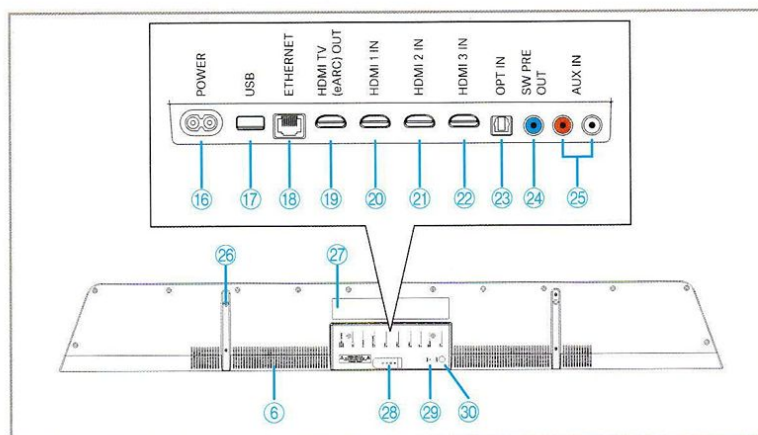 POWER
USB
ETHERNET
HDMI TV
(eARC) OUT
HDMI 1 IN
HDMI 2 IN
HDMI 3 IN
OPT IN
SW PRE
OUT
AUX IN
16 17 18 19 20 21 22 23 24 25
26 27
6 28 29 30